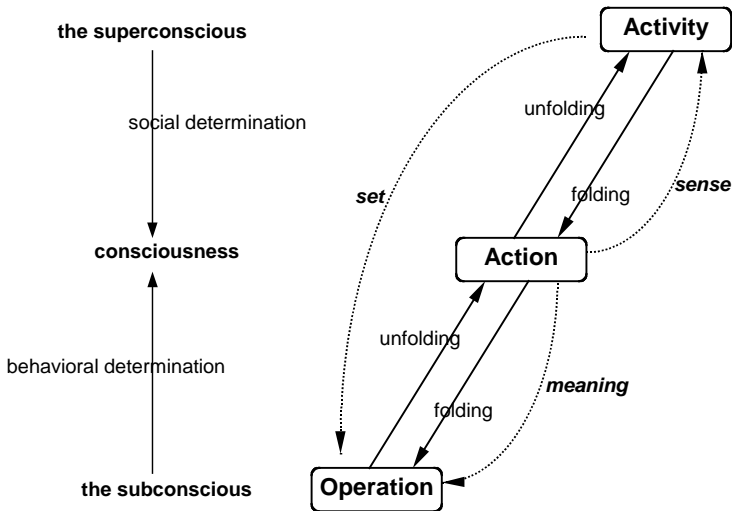 the superconscious
Activity
unfolding
social determination
set
folding
sense
consciousness
Action
unfolding
behavioral determination
meaning
folding
the subconscious
Operation